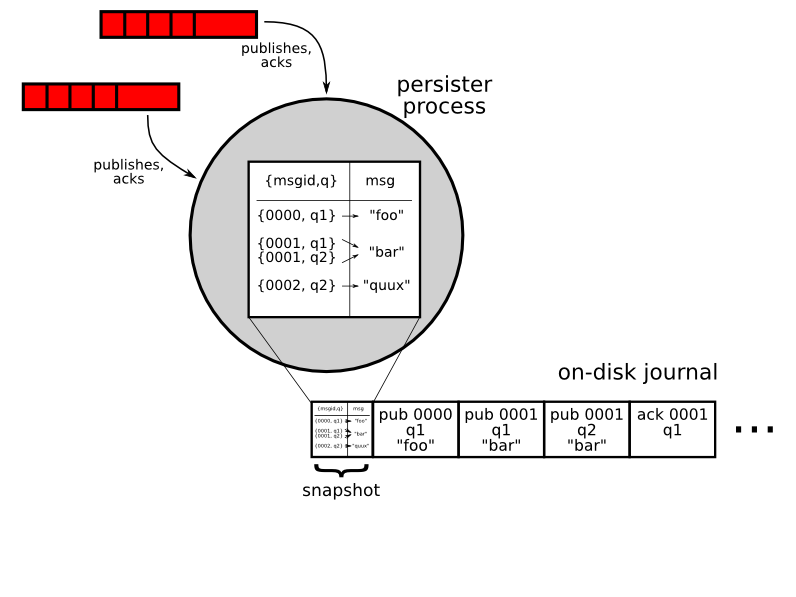 publishes,
acks
persister
process
publishes,
acks
{msgid,q} msg
{0000, q1} "foo"
{0001, q1}
{0001, q2} "bar"
{0002, q2} "quux"
on-disk journal
{msgid,q} msg
{0000, q1} "foo"
{0001, q1}
{0001, q2} "bar"
{0002, q2} "quux"
pub 0000
q1
"foo"
pub 0001
q1
"bar"
pub 0001
q2
"bar"
ack 0001
q1
...
snapshot